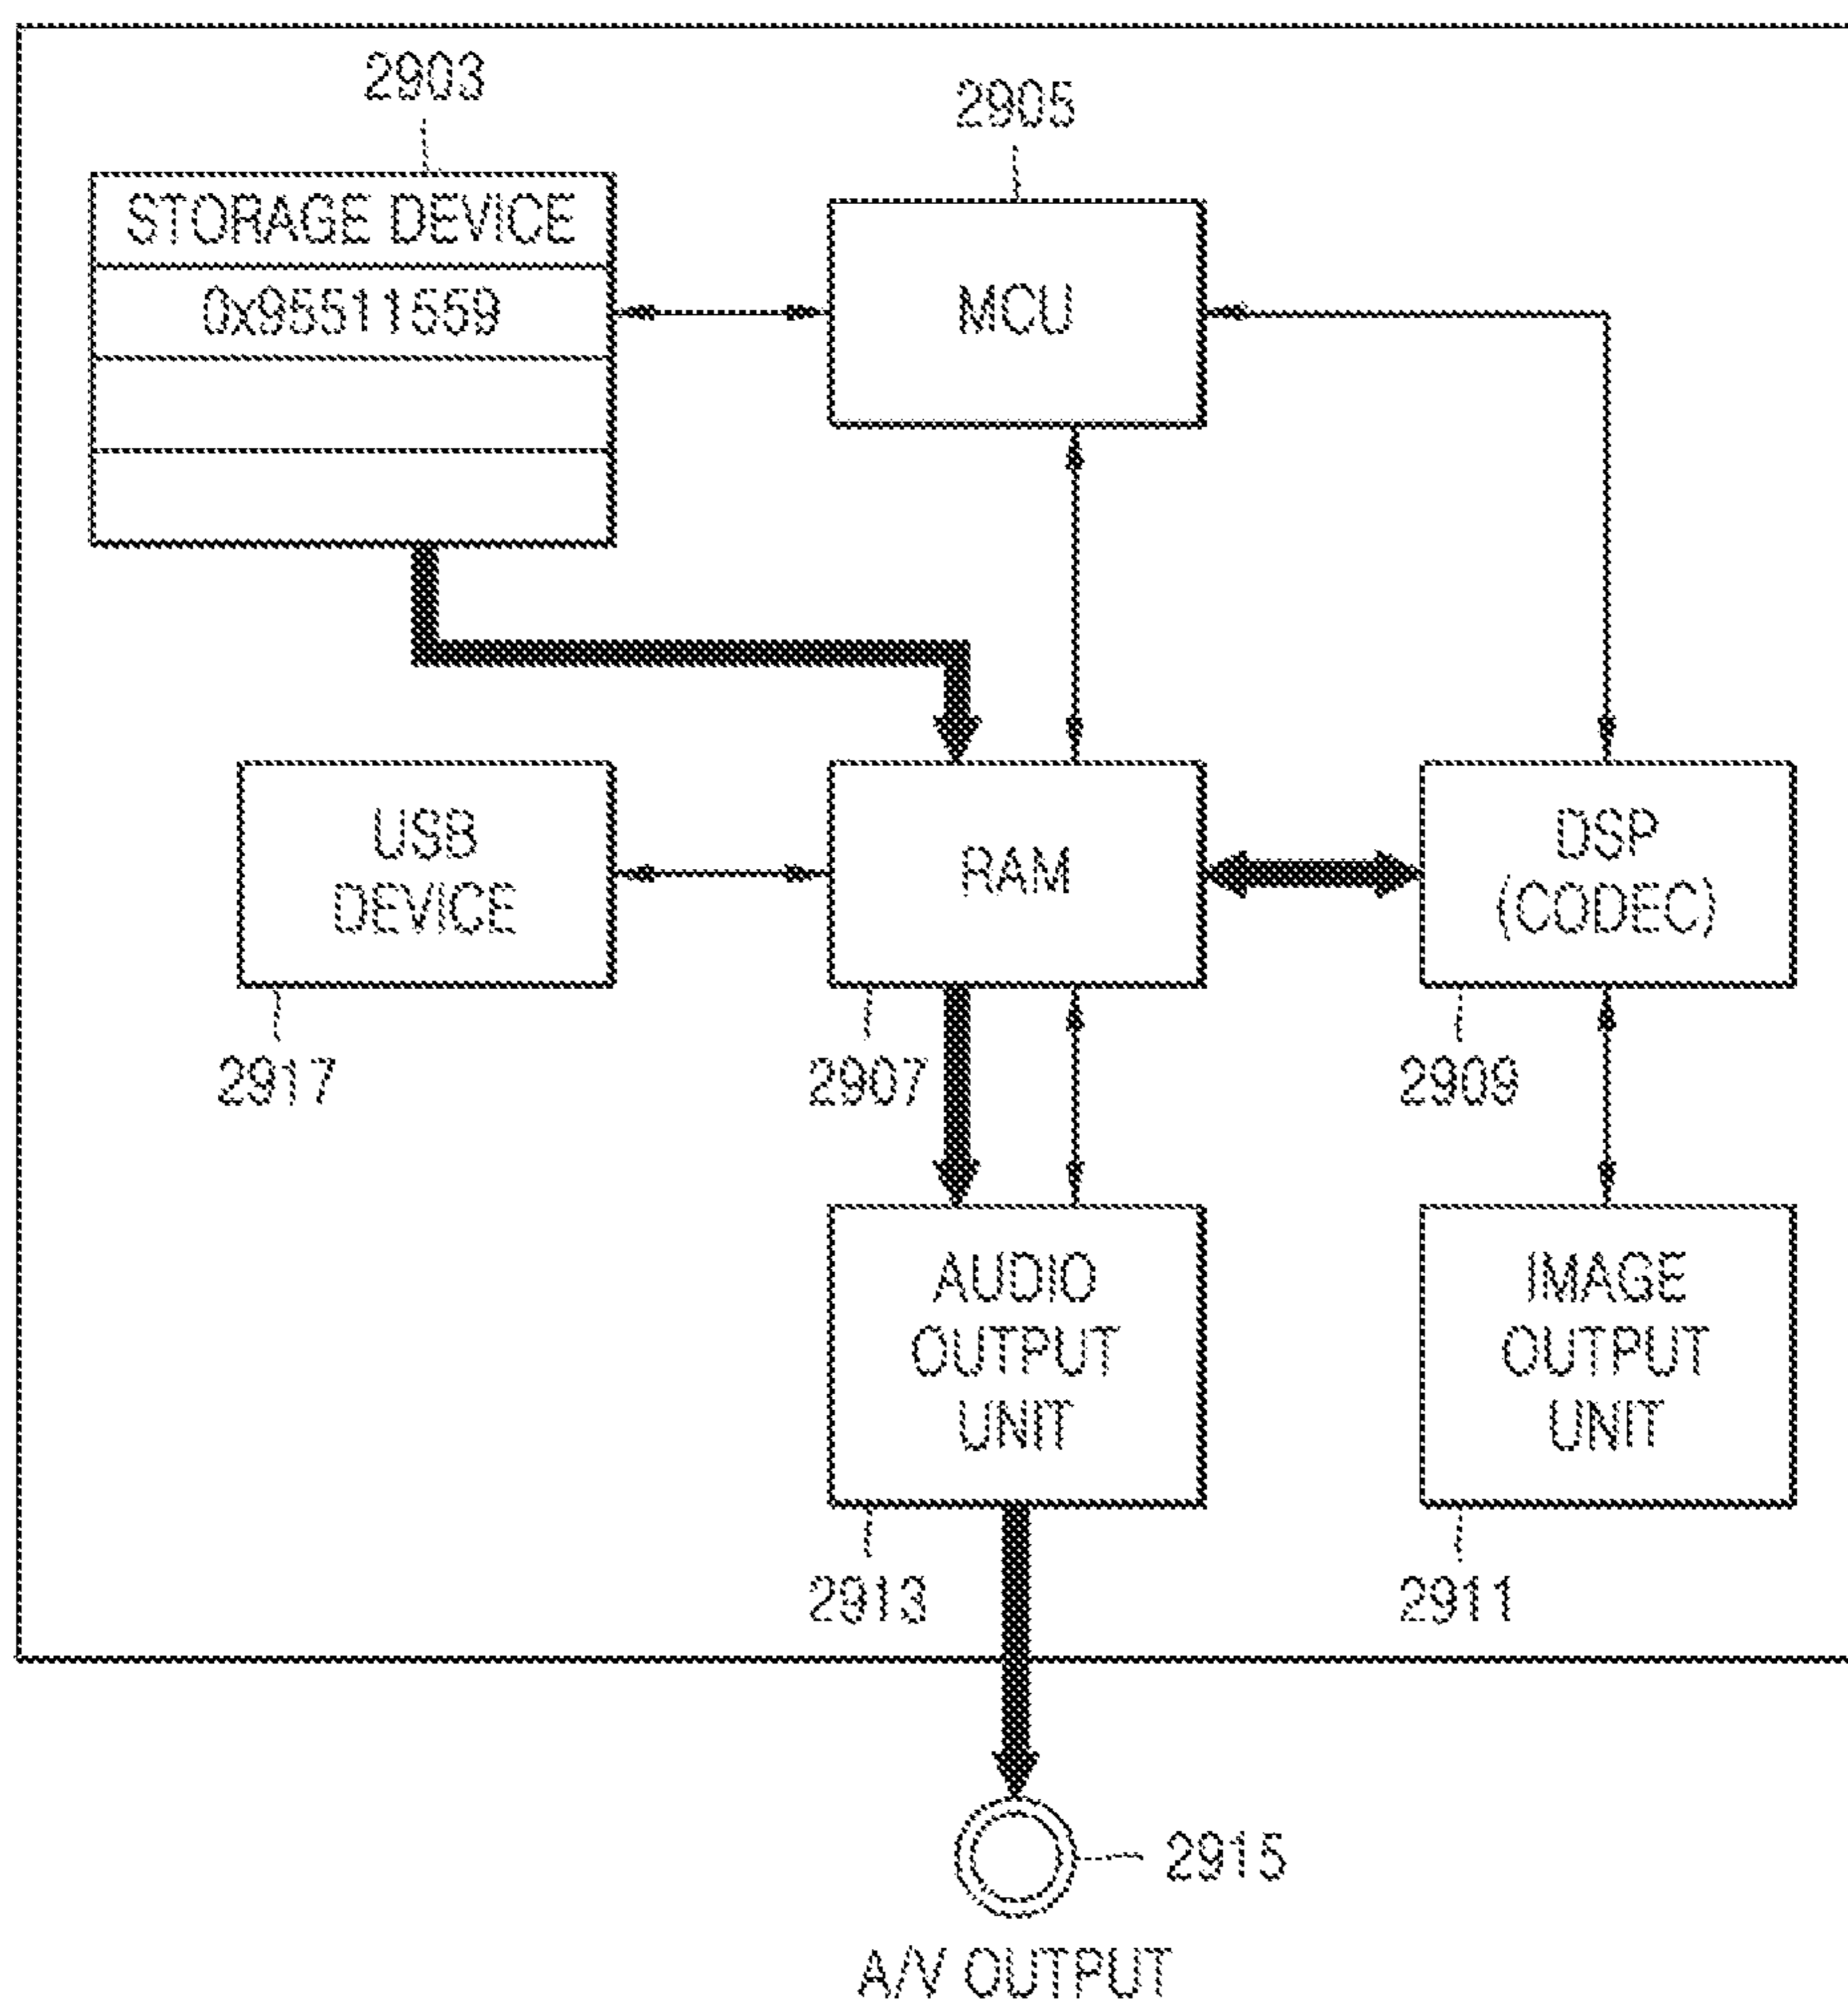 2903
2905
STORAGE DEVICE
0x95511559
MCU
USB
DEVICE
RAM
DSP
(CODEC)
2917
2907
2909
AUDIO
OUTPUT
UNIT
IMAGE
OUTPUT
UNIT
2913
2911
2915
A/V OUTPUT